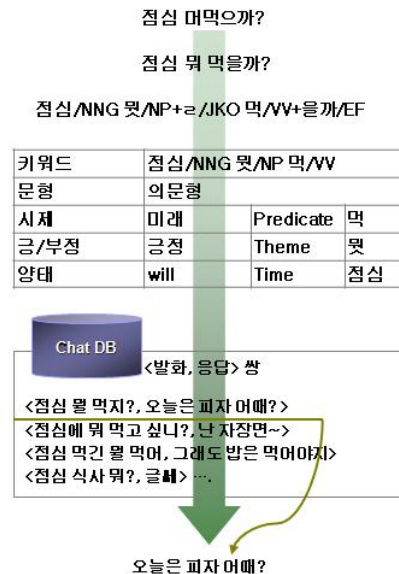 점심 머먹으까?
점심 뭐 먹을까?
점심/NNG 뭣/NP+ㄹ/JKO 먹/VV+을까/EF
키워드 점심/NNG 뭣/NP 먹/VV
문형 의문형
시제 미래 Predicate 먹
긍/부정 긍정 Theme 뭣
양태 will Time 점심
Chat DB
<발화, 응답> 쌍
<점심 뭘 먹지?, 오늘은 피자 어때?>
<점심에 뭐 먹고 싶니?, 난 자장면~>
<점심 먹긴 뭘 먹어, 그래도 밥은 먹어야지>
<점심 식사 뭐?, 글쎄> ….
오늘은 피자 어때?